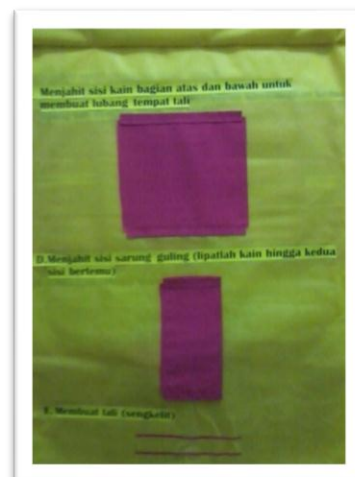 Menjahit sisi kain bagian atas dan bawah untuk
membuat lubang tempat tali
D.Menjahit sisi sarung guling (lipatlah kain hingga kedua
sisi bertemu)
E. Membuat tali (sengkelit)